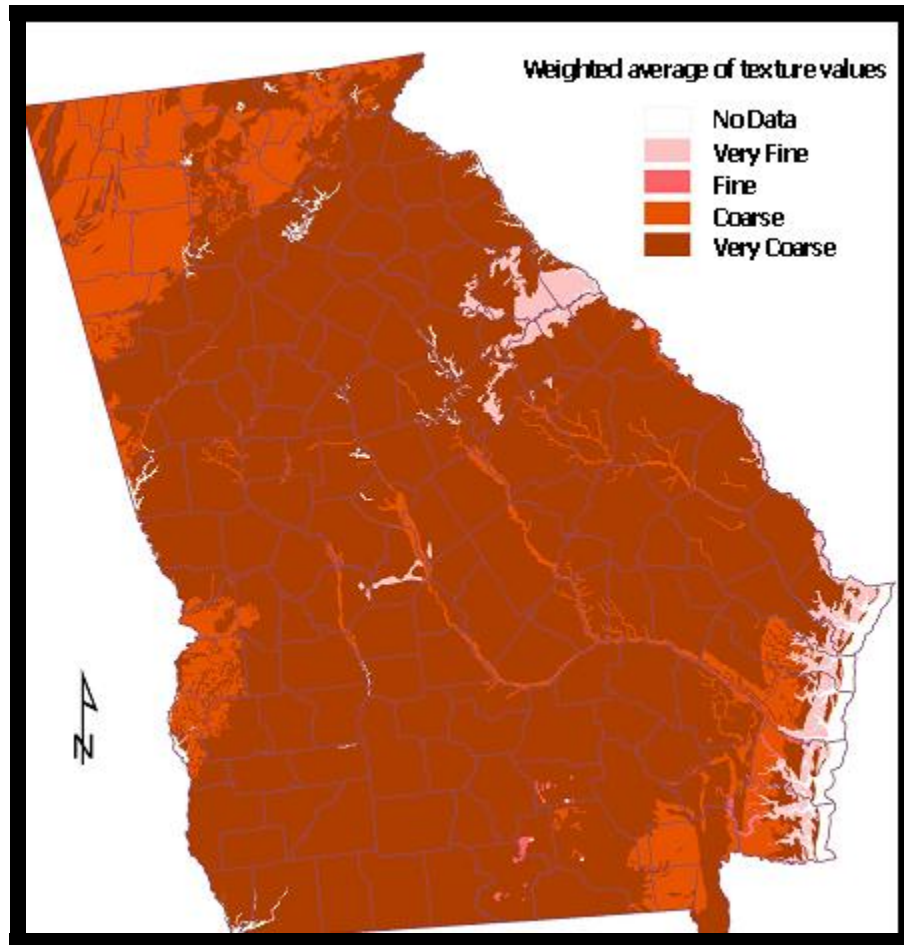 Weighted average of texture values
No Data
Very Fine
Fine
Coarse
Very Coarse
N